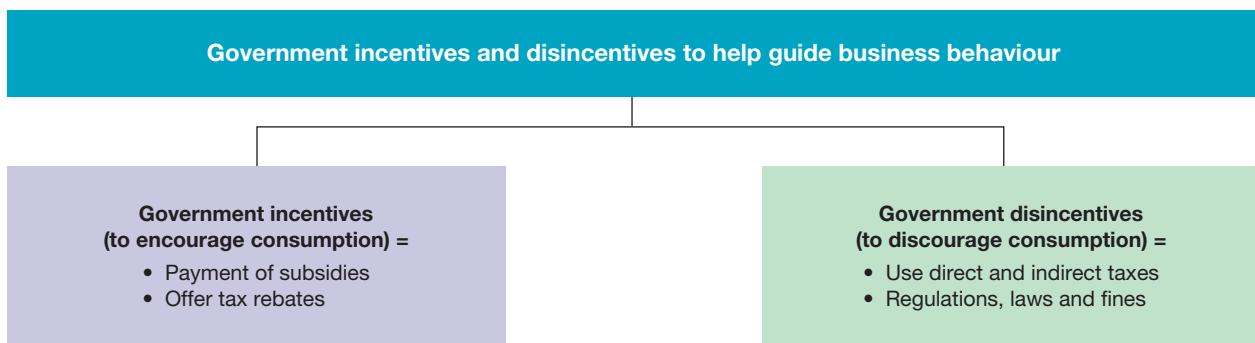 Government incentives and disincentives to help guide business behaviour
Government incentives
(to encourage consumption) =
• Payment of subsidies
• Offer tax rebates
Government disincentives
(to discourage consumption) =
• Use direct and indirect taxes
• Regulations, laws and fines